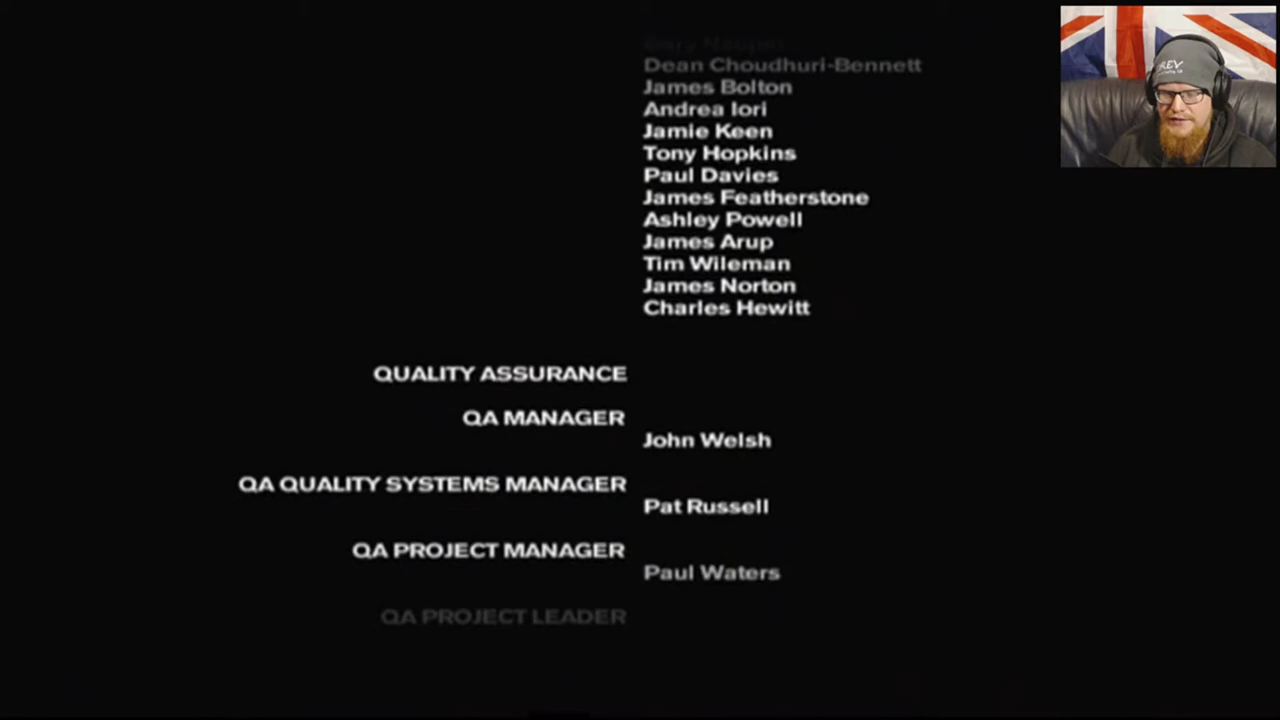 Dean Choudhuri-Bennett
James Bolton
Andrea Iori
Jamie Keen
Tony Hopkins
Paul Davies
James Featherstone
Ashley Powell
James Arup
Tim Wileman
James Norton
Charles Hewitt
QUALITY ASSURANCE
QA MANAGER
John Welsh
QA QUALITY SYSTEMS MANAGER
Pat Russell
QA PROJECT MANAGER
Paul Waters
QA PROJECT LEADER